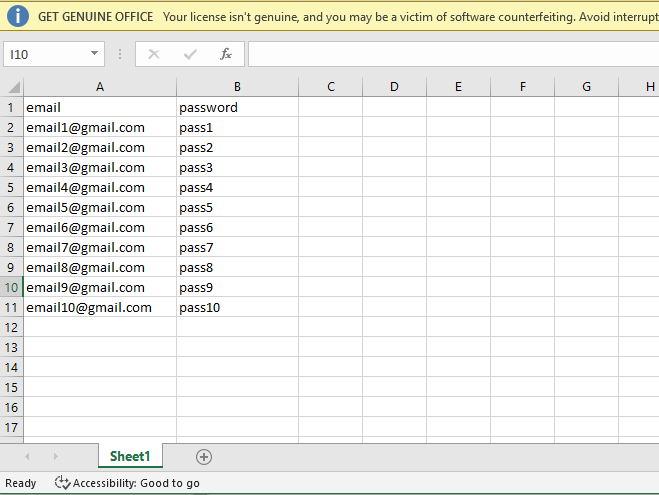 GET GENUINE OFFICE Your license isn't genuine, and you may be a victim of software counterfeiting. Avoid interrupt
I10 fx
A B C D E F G H
1 email password
2 email1@gmail.com pass1
3 email2@gmail.com pass2
4 email3@gmail.com pass3
5 email4@gmail.com pass4
6 email5@gmail.com pass5
7 email6@gmail.com pass6
8 email7@gmail.com pass7
9 email8@gmail.com pass8
10 email9@gmail.com pass9
11 email10@gmail.com pass10
12
13
14
15
16
17
Sheet1
Ready Accessibility: Good to go